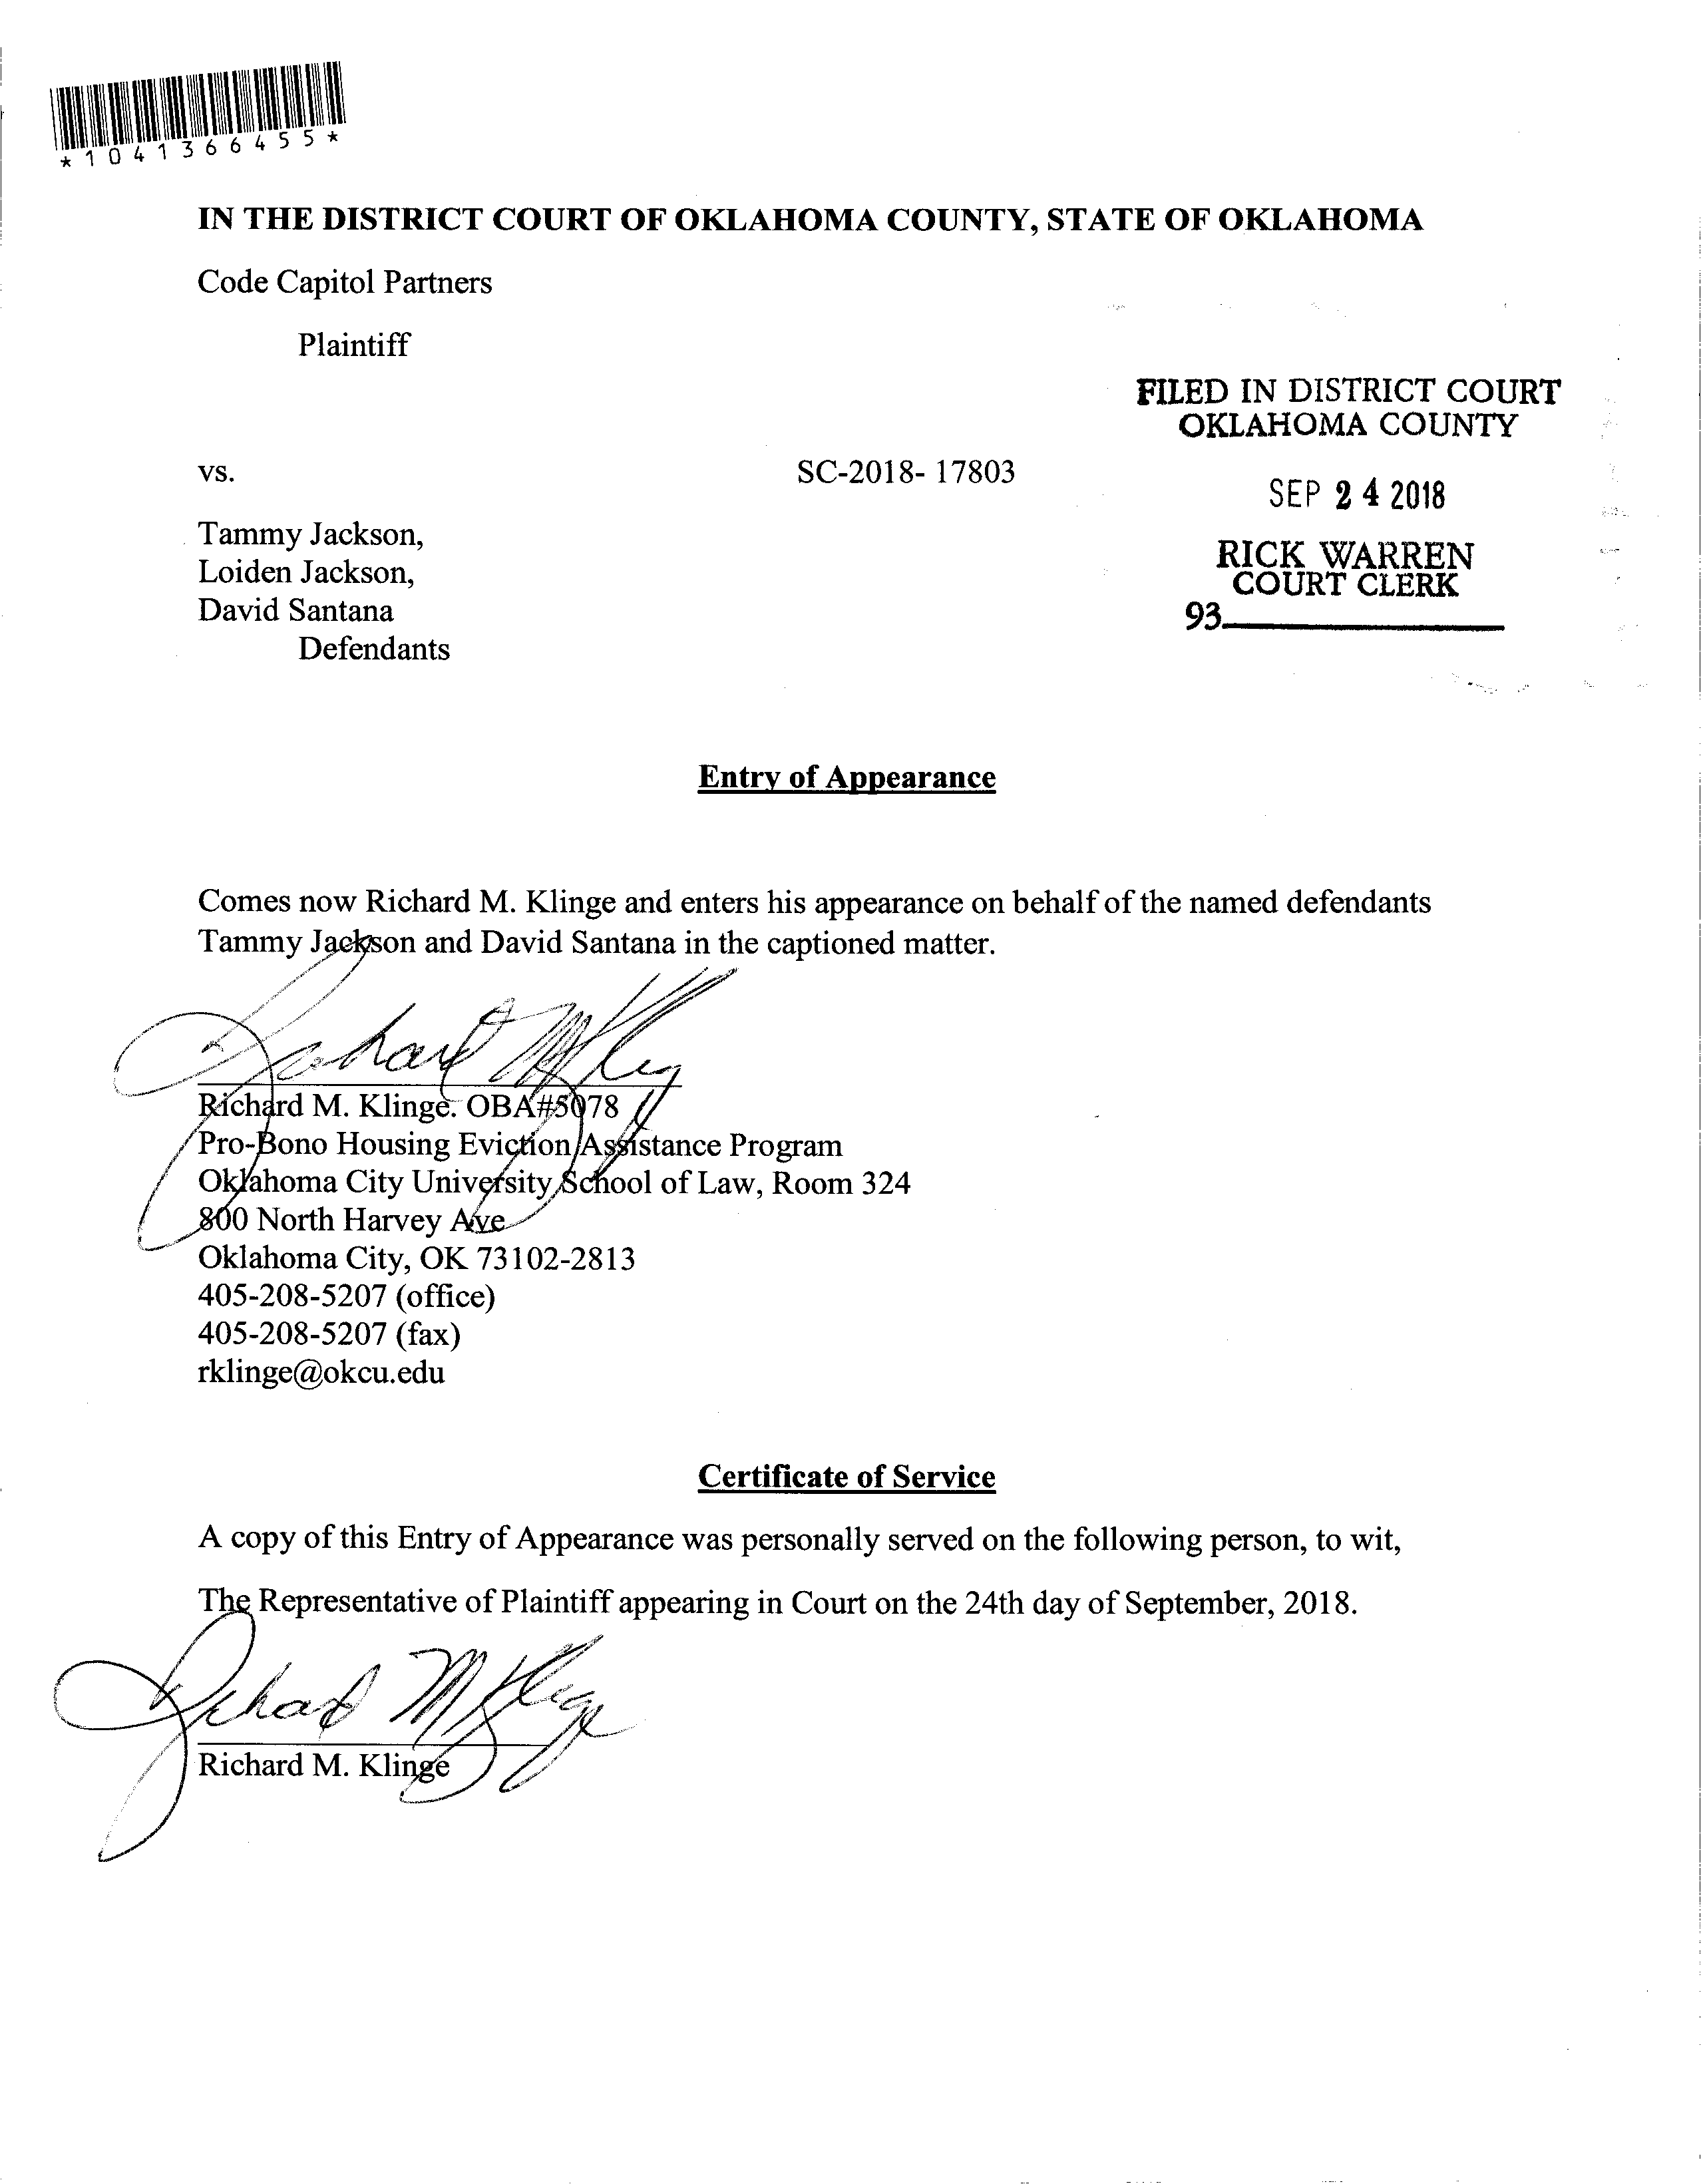 *1041366455*
IN THE DISTRICT COURT OF OKLAHOMA COUNTY, STATE OF OKLAHOMA
Code Capitol Partners
Plaintiff
FILED IN DISTRICT COURT
OKLAHOMA COUNTY
vs.
SC-2018- 17803
SEP 24 2018
Tammy Jackson,
Loiden Jackson,
David Santana
Defendants
RICK WARREN
COURT CLERK
93
Entry of Appearance
Comes now Richard M. Klinge and enters his appearance on behalf of the named defendants
Tammy Jackson and David Santana in the captioned matter.
Richard M. Klinge
Richard M. Klinge. OBA#5078
Pro-Bono Housing Eviction Assistance Program
Oklahoma City University School of Law, Room 324
800 North Harvey Ave
Oklahoma City, OK 73102-2813
405-208-5207 (office)
405-208-5207 (fax)
rklinge@okcu.edu
Certificate of Service
A copy of this Entry of Appearance was personally served on the following person, to wit,
The Representative of Plaintiff appearing in Court on the 24th day of September, 2018.
Richard M Klinge
Richard M. Klinge